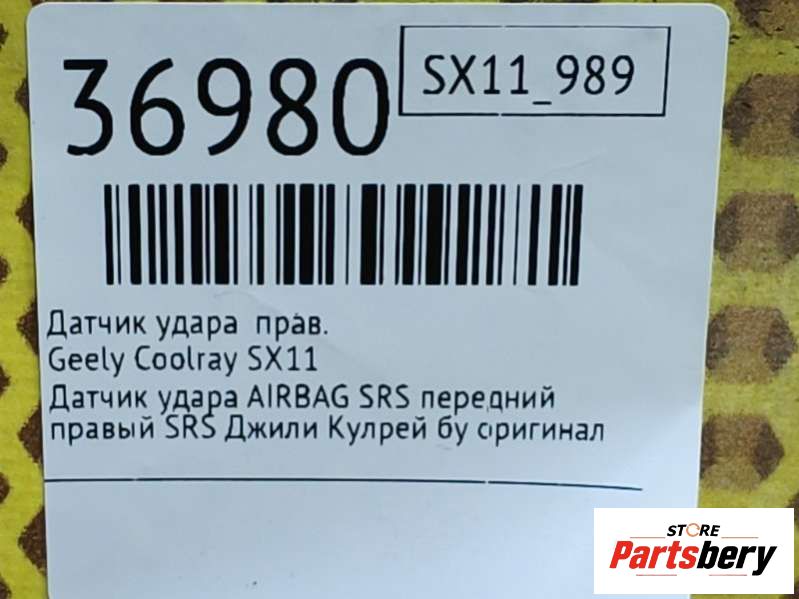 36980
SX11_989
Датчик удара прав.
Geely Coolray SX11
Датчик удара AIRBAG SRS передний
правый SRS Джили Кулрей бу оригинал
STORE
Partsbery